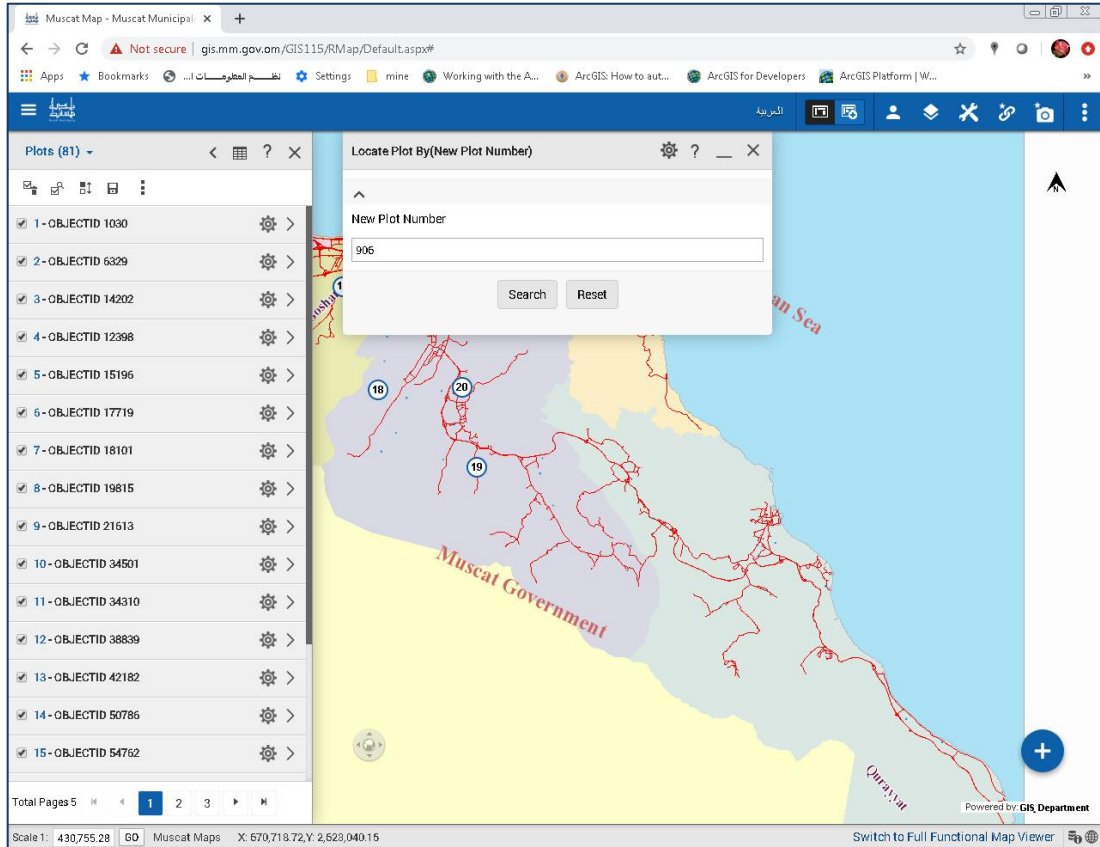 Muscat Map - Muscat Municipal
Not secure | gis.mm.gov.om/GIS115/RMap/Default.aspx#
Apps Bookmarks نظـــم المعلومـــات ا... Settings mine Working with the A... ArcGIS: How to aut... ArcGIS for Developers ArcGIS Platform | W... »
العربية
Plots (81)
Locate Plot By(New Plot Number)
New Plot Number
906
Search Reset
1 - OBJECTID 1030
2 - OBJECTID 6329
3 - OBJECTID 14202
4 - OBJECTID 12398
5 - OBJECTID 15196
6 - OBJECTID 17719
7 - OBJECTID 18101
8 - OBJECTID 19815
9 - OBJECTID 21613
10 - OBJECTID 34501
11 - OBJECTID 34310
12 - OBJECTID 38839
13 - OBJECTID 42182
14 - OBJECTID 50786
15 - OBJECTID 54762
Total Pages 5 1 2 3
an Sea
18
20
19
Muscat Government
Qurayyat
N
Powered by: GIS_Department
Scale 1: 430,755.28 GO Muscat Maps X: 670,718.72,Y: 2,623,040.15 Switch to Full Functional Map Viewer